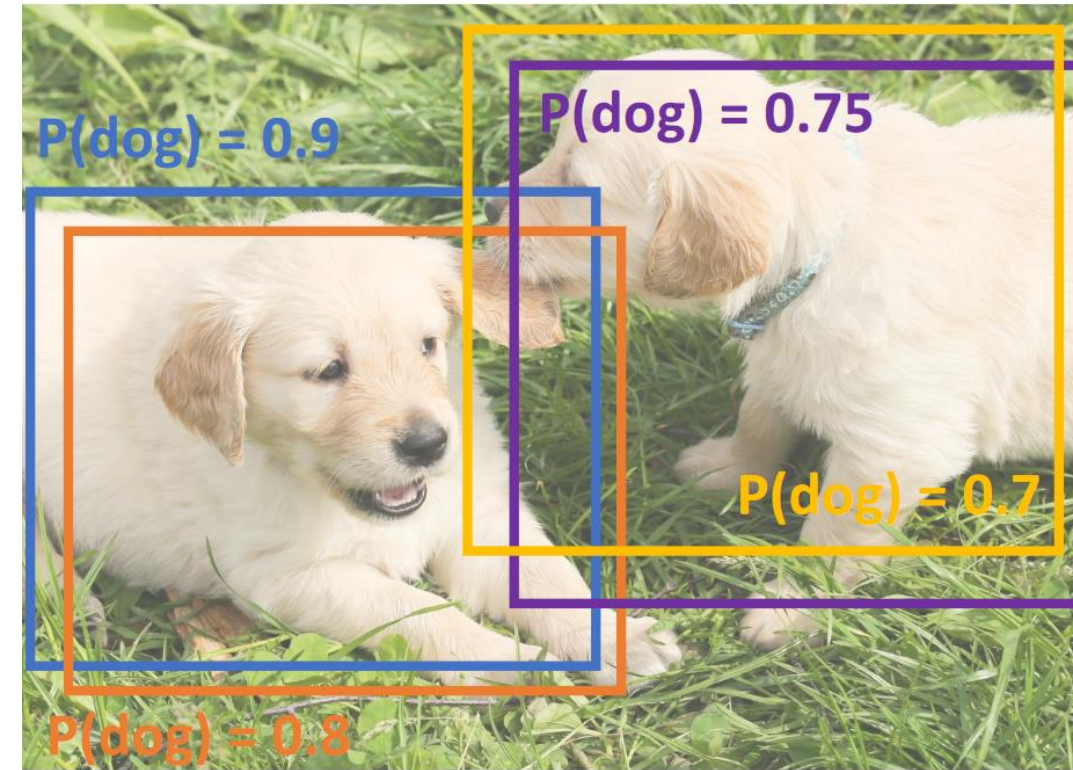 P(dog) = 0.75
P(dog) = 0.9
P(dog) = 0.7
P(dog) = 0.8